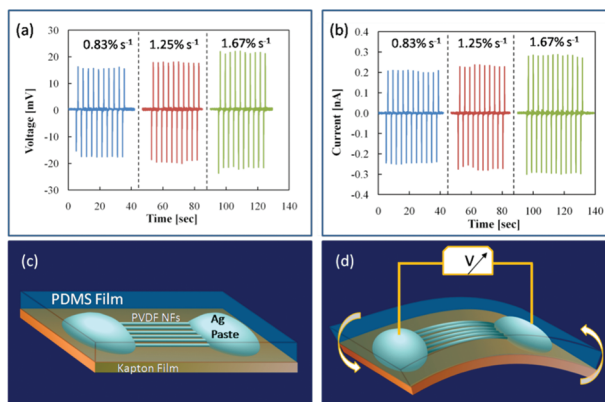 (a)
0.83% s-1 1.25% s-1 1.67% s-1
Voltage [mV]
30
20
10
0
-10
-20
-30
0 20 40 60 80 100 120 140
Time [sec]
(b)
0.83% s-1 1.25% s-1 1.67% s-1
Current [nA]
0.4
0.3
0.2
0.1
0.0
-0.1
-0.2
-0.3
-0.4
0 20 40 60 80 100 120 140
Time [sec]
(c)
PDMS Film
PVDF NFs
Ag
Paste
Kapton Film
(d)
V